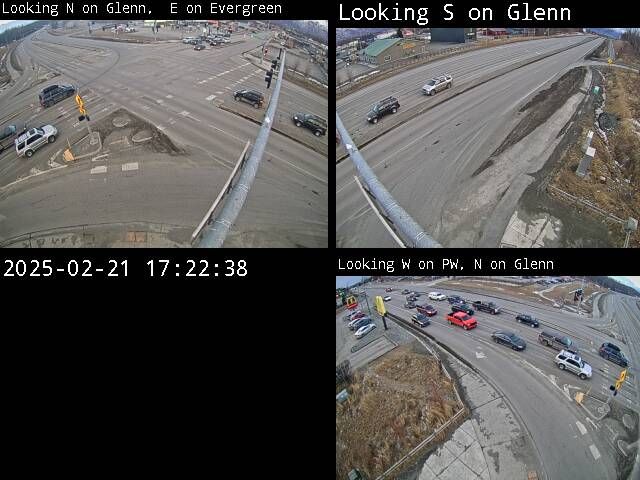 Looking N on Glenn,  E on Evergreen
Looking S on Glenn
2025-02-21 17:22:38
Looking W on PW, N on Glenn